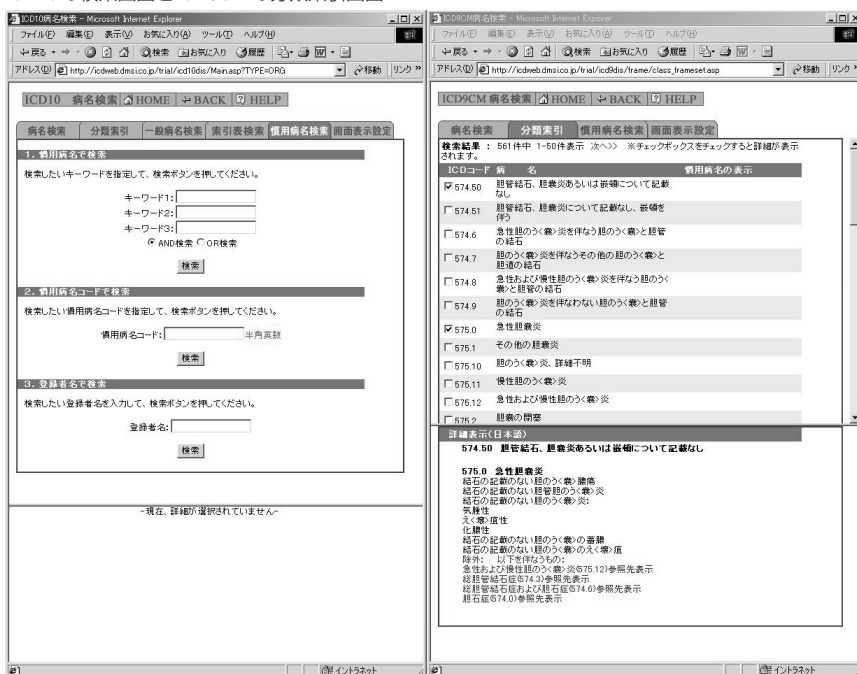 ICD10病名検索 - Microsoft Internet Explorer
ファイル(F) 編集(E) 表示(V) お気に入り(A) ツール(T) ヘルプ(H)
戻る 検索 お気に入り 履歴
アドレス(D) http://icdweb.dmsi.co.jp/trial/icd10dis/Main.asp?TYPE=ORG 移動 リンク »
ICD10 病名検索 HOME BACK HELP
病名検索 分類索引 一般病名検索 索引表検索 慣用病名検索 画面表示設定
1. 慣用病名で検索
検索したいキーワードを指定して、検索ボタンを押してください。
キーワード1:
キーワード2:
キーワード3:
AND検索 OR検索
検索
2. 慣用病名コードで検索
検索したい慣用病名コードを指定して、検索ボタンを押してください。
慣用病名コード: 半角英数
検索
3. 登録者名で検索
検索したい登録者名を入力して、検索ボタンを押してください。
登録者名:
検索
-現在、詳細が選択されていません-
イントラネット
ICD9CM病名検索 - Microsoft Internet Explorer
ファイル(F) 編集(E) 表示(V) お気に入り(A) ツール(T) ヘルプ(H)
戻る 検索 お気に入り 履歴
アドレス(D) http://icdweb.dmsi.co.jp/trial/icd9dis/frame/class_frameset.asp 移動 リンク »
ICD9CM 病名検索 HOME BACK HELP
病名検索 分類索引 慣用病名検索 画面表示設定
検索結果 : 561件中 1-50件表示 次へ>> ※チェックボックスをチェックすると詳細が表示
されます。
ICDコード 病 名 慣用病名の表示
574.50 胆管結石、胆嚢炎あるいは嵌頓について記載
なし
574.51 胆管結石、胆嚢炎について記載なし、嵌頓を
伴う
574.6 急性胆のう<嚢>炎を伴なう胆のう<嚢>と胆管
の結石
574.7 胆のう<嚢>炎を伴なうその他の胆のう<嚢>と
胆道の結石
574.8 急性および慢性胆のう<嚢>炎を伴なう胆のう<
嚢>と胆管の結石
574.9 胆のう<嚢>炎を伴なわない胆のう<嚢>と胆管
の結石
575.0 急性胆嚢炎
575.1 その他の胆嚢炎
575.10 胆のう<嚢>炎、詳細不明
575.11 慢性胆のう<嚢>炎
575.12 急性および慢性胆のう<嚢>炎
575.2 胆嚢の閉塞
詳細表示(日本語)
574.50 胆管結石、胆嚢炎あるいは嵌頓について記載なし
575.0 急性胆嚢炎
結石の記載のない胆のう<嚢>膿瘍
結石の記載のない胆管胆のう<嚢>炎
結石の記載のない胆のう<嚢>炎:
気腫性
えく壊>疽性
化膿性
結石の記載のない胆のう<嚢>の蓄膿
結石の記載のない胆のう<嚢>のえく壊>疽
除外: 以下を伴なうもの:
急性および慢性胆のう<嚢>炎(575.12)参照先表示
総胆管結石症(574.3)参照先表示
総胆管結石症および胆石症(574.6)参照先表示
胆石症(574.0)参照先表示
イントラネット